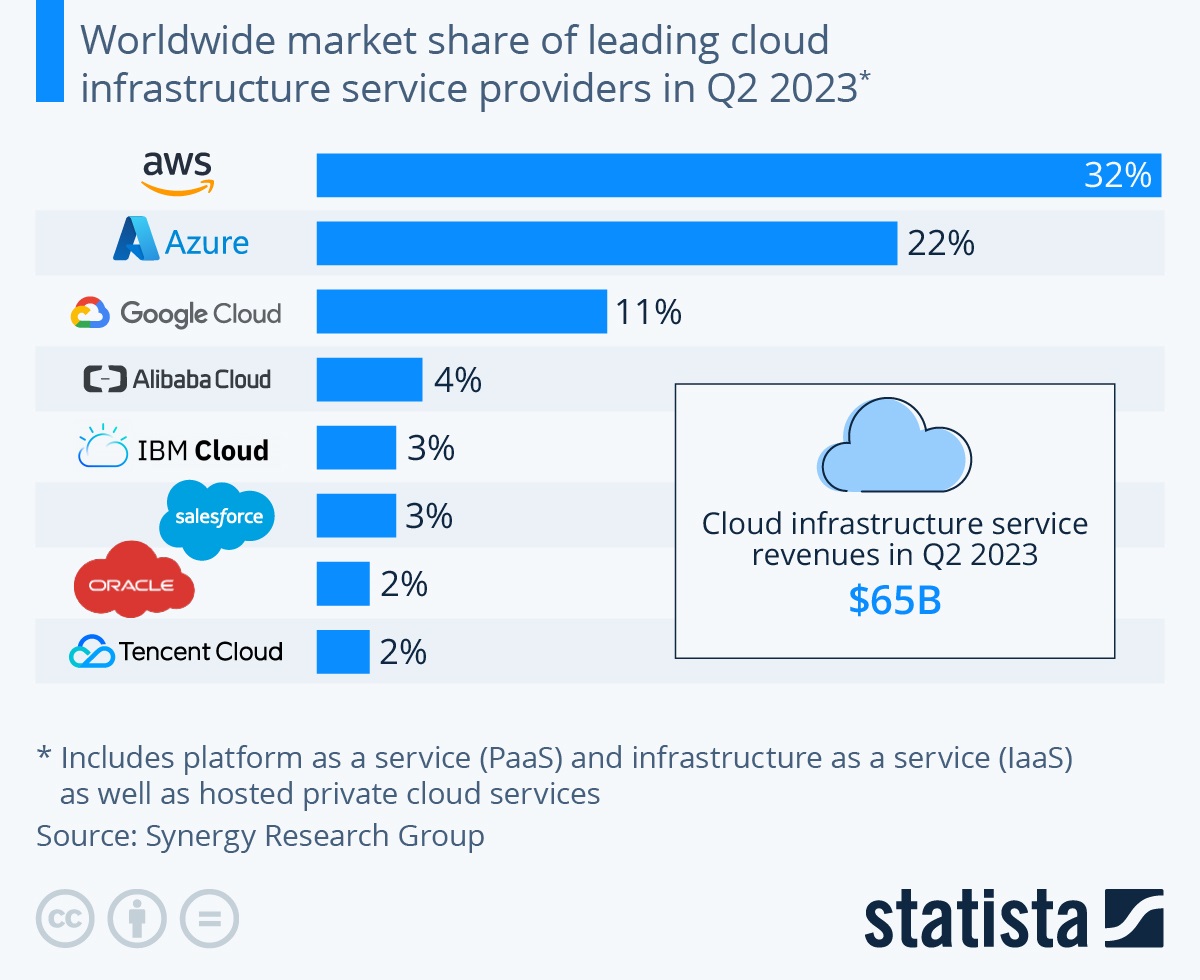 Worldwide market share of leading cloud
infrastructure service providers in Q2 2023*
aws
32%
Azure
22%
Google Cloud
11%
Alibaba Cloud
4%
IBM Cloud
3%
salesforce
3%
ORACLE
2%
Tencent Cloud
2%
Cloud infrastructure service
revenues in Q2 2023
$65B
* Includes platform as a service (PaaS) and infrastructure as a service (IaaS)
as well as hosted private cloud services
Source: Synergy Research Group
cc
=
statista